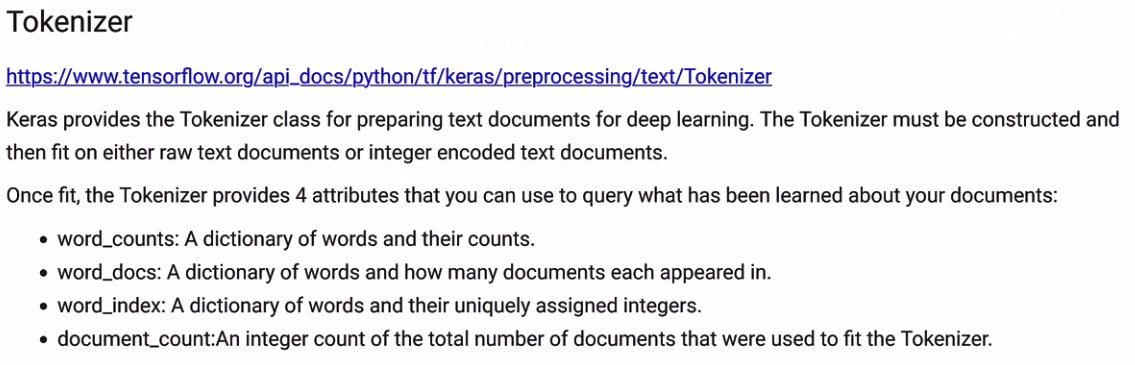 Tokenizer
https://www.tensorflow.org/api_docs/python/tf/keras/preprocessing/text/Tokenizer
Keras provides the Tokenizer class for preparing text documents for deep learning. The Tokenizer must be constructed and
then fit on either raw text documents or integer encoded text documents.
Once fit, the Tokenizer provides 4 attributes that you can use to query what has been learned about your documents:
• word_counts: A dictionary of words and their counts.
• word_docs: A dictionary of words and how many documents each appeared in.
• word_index: A dictionary of words and their uniquely assigned integers.
• document_count:An integer count of the total number of documents that were used to fit the Tokenizer.